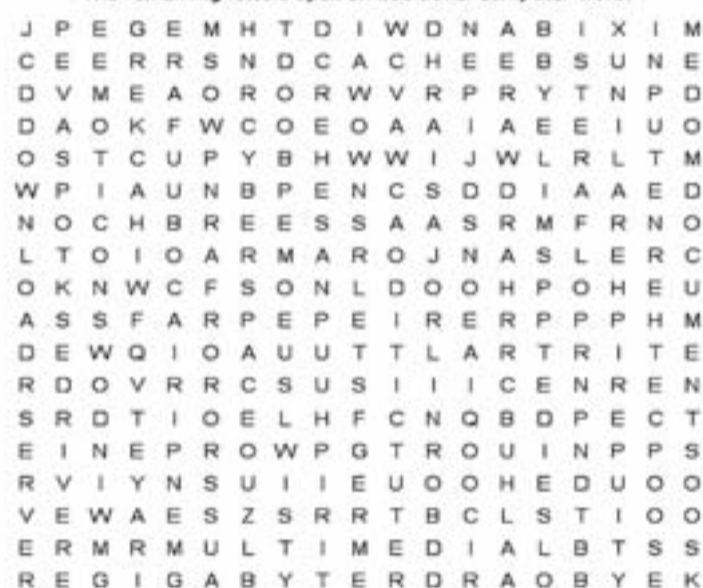 J P E G E M H T D I W D N A B I X I M
C E E R R S N D C A C H E E B S U N E
D V M E A O R O R W V R P R Y T N P D
D A O K F W C O E O A A I A E E I U O
O S T C U P Y B H W W I J W L R L T M
W P I A U N B P E N C S D D I A A E D
N O C H B R E E S S A A S R M F R N O
L T O I O A R M A R O J N A S L E R C
O K N W C F S O N L D O O H P O H E U
A S S F A R P E P E I R E R P P P H M
D E W Q I O A U U T T L A R T R I T E
R D O V R R C S U S I I I C E N R E N
S R D T I O E L H F C N Q B D P E C T
E I N E P R O W P G T R O U I N P P S
R V I Y N S U I I E U O O H E D U O O
V E W A E S Z S R R T B C L S T I O O
E R M R M U L T I M E D I A L B T S S
R E G I G A B Y T E R D R A O B Y E K